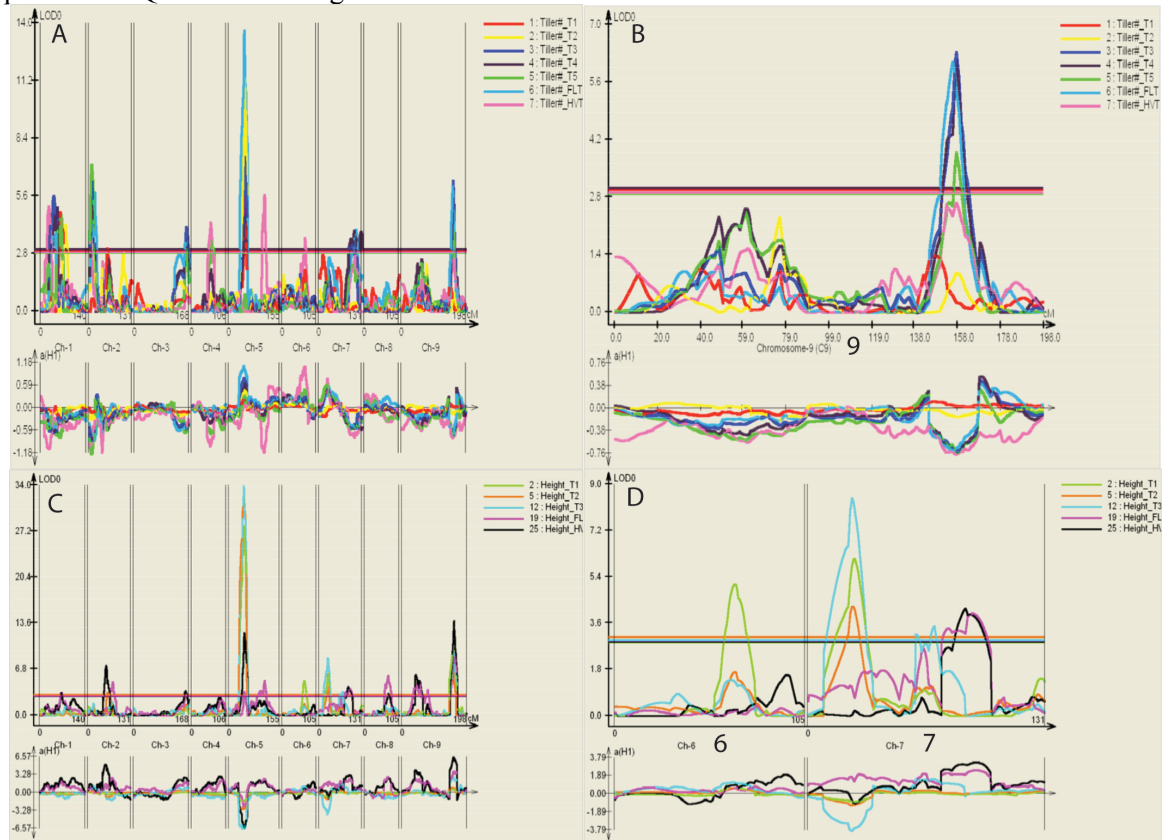 A
LOD0
14.0
11.2
8.4
5.6
2.8
0.0
1 : Tiller#_T1
2 : Tiller#_T2
3 : Tiller#_T3
4 : Tiller#_T4
5 : Tiller#_T5
6 : Tiller#_FLT
7 : Tiller#_HVT
140 131 168 106 155 105 131 105 198 cM
0 0 0 0 0 0 0 0 0
Ch-1 Ch-2 Ch-3 Ch-4 Ch-5 Ch-6 Ch-7 Ch-8 Ch-9
a(H1)
1.18
0.59
0.00
-0.59
-1.18
B
LOD0
7.0
5.6
4.2
2.8
1.4
0.0
1 : Tiller#_T1
2 : Tiller#_T2
3 : Tiller#_T3
4 : Tiller#_T4
5 : Tiller#_T5
6 : Tiller#_FLT
7 : Tiller#_HVT
cM
0.0 20.0 40.0 59.0 79.0 99.0 119.0 138.0 158.0 178.0 198.0
Chromosome-9 (C9) 9
a(H1)
0.76
0.38
0.00
-0.38
-0.76
C
LOD0
34.0
27.2
20.4
13.6
6.8
0.0
2 : Height_T1
5 : Height_T2
12 : Height_T3
19 : Height_FL
25 : Height_H
140 131 168 106 155 105 131 105 198 cM
0 0 0 0 0 0 0 0 0
Ch-1 Ch-2 Ch-3 Ch-4 Ch-5 Ch-6 Ch-7 Ch-8 Ch-9
a(H1)
6.57
3.28
0.00
-3.28
-6.57
D
LOD0
9.0
7.2
5.4
3.6
1.8
0.0
2 : Height_T1
5 : Height_T2
12 : Height_T3
19 : Height_FL
25 : Height_H
105 131
0 0
Ch-6 6 Ch-7 7
a(H1)
3.79
1.89
0.00
-1.89
-3.79